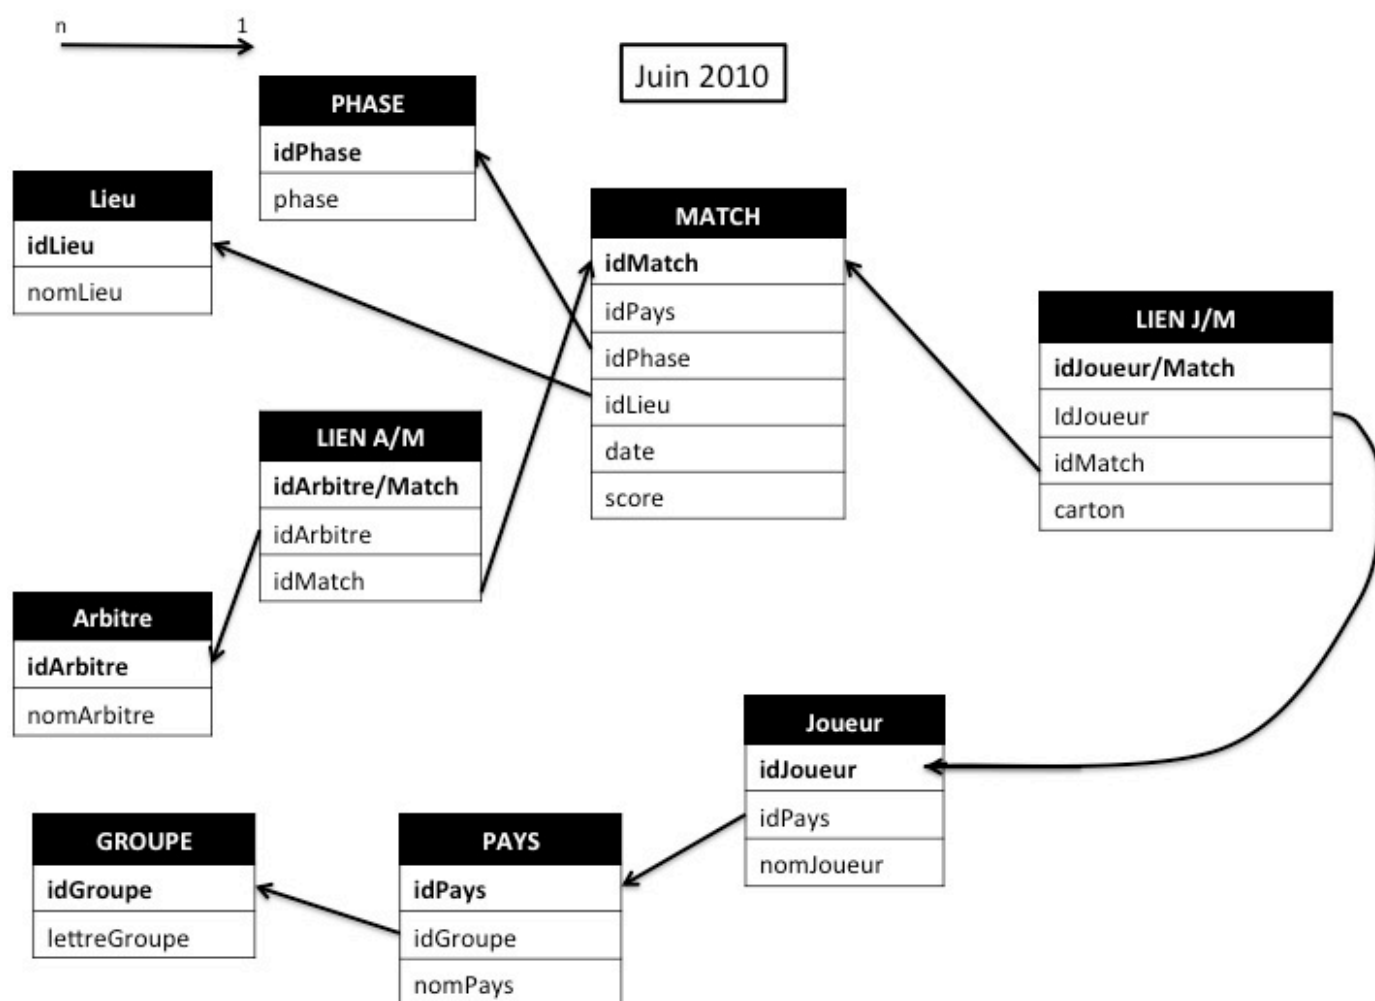 n 1
Juin 2010
PHASE
idPhase
phase
Lieu
idLieu
nomLieu
MATCH
idMatch
idPays
idPhase
idLieu
date
score
LIEN J/M
idJoueur/Match
IdJoueur
idMatch
carton
LIEN A/M
idArbitre/Match
idArbitre
idMatch
Arbitre
idArbitre
nomArbitre
Joueur
idJoueur
idPays
nomJoueur
GROUPE
idGroupe
lettreGroupe
PAYS
idPays
idGroupe
nomPays